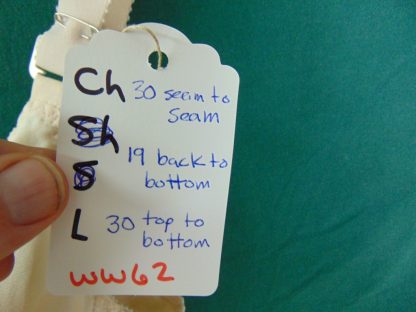 Ch 30 seam to
seam
Sh
19 back to
S bottom
L 30 top to
bottom
WW62